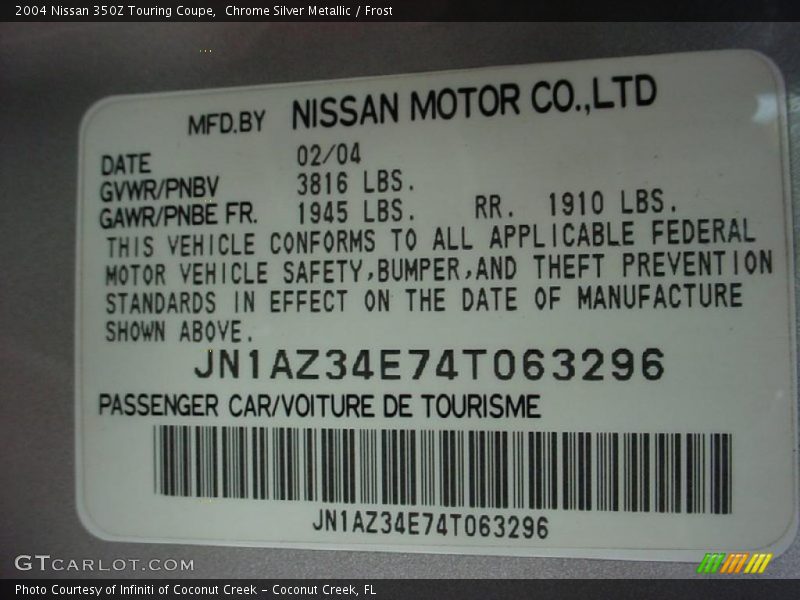 2004 Nissan 350Z Touring Coupe,  Chrome Silver Metallic / Frost
MFD.BY NISSAN MOTOR CO.,LTD
DATE 02/04
GVWR/PNBV 3816 LBS.
GAWR/PNBE FR. 1945 LBS. RR. 1910 LBS.
THIS VEHICLE CONFORMS TO ALL APPLICABLE FEDERAL
MOTOR VEHICLE SAFETY,BUMPER,AND THEFT PREVENTION
STANDARDS IN EFFECT ON THE DATE OF MANUFACTURE
SHOWN ABOVE.
JN1AZ34E74T063296
PASSENGER CAR/VOITURE DE TOURISME
JN1AZ34E74T063296
GTCARLOT.COM
Photo Courtesy of Infiniti of Coconut Creek – Coconut Creek, FL